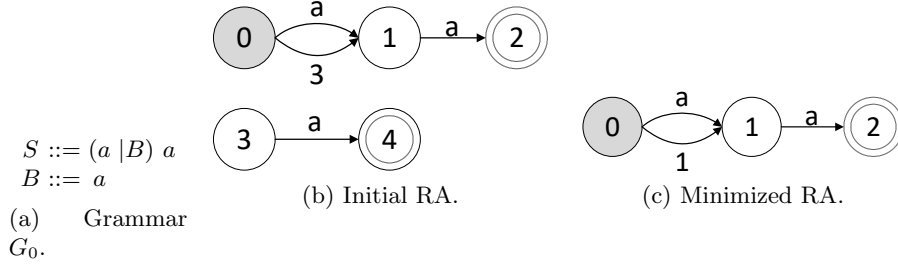 a
0 1 a 2
3
a
3 4
S ::= (a |B) a
B ::= a
(a) Grammar
G₀.
(b) Initial RA.
a
0 1 a 2
1
(c) Minimized RA.